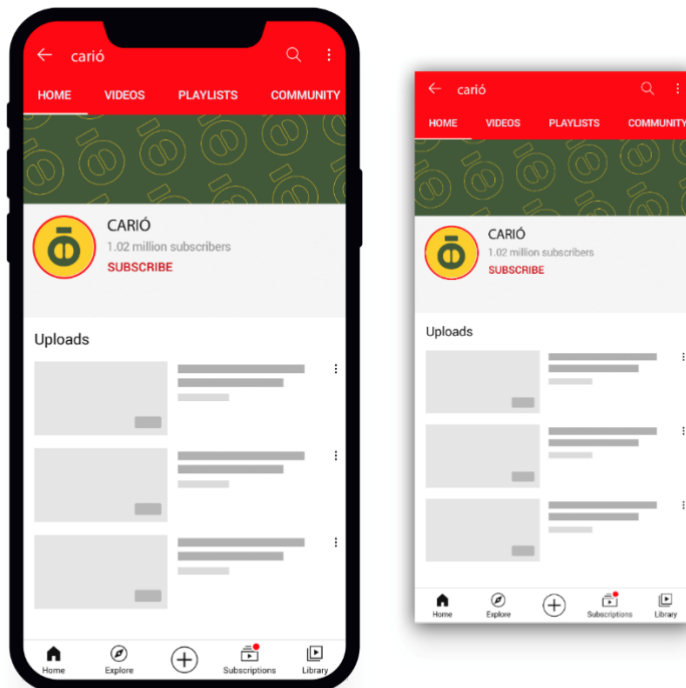 carió
HOME VIDEOS PLAYLISTS COMMUNITY
CARIÓ
1.02 million subscribers
SUBSCRIBE
Uploads
Home Explore Subscriptions Library
carió
HOME VIDEOS PLAYLISTS COMMUNITY
CARIÓ
1.02 million subscribers
SUBSCRIBE
Uploads
Home Explore Subscriptions Library